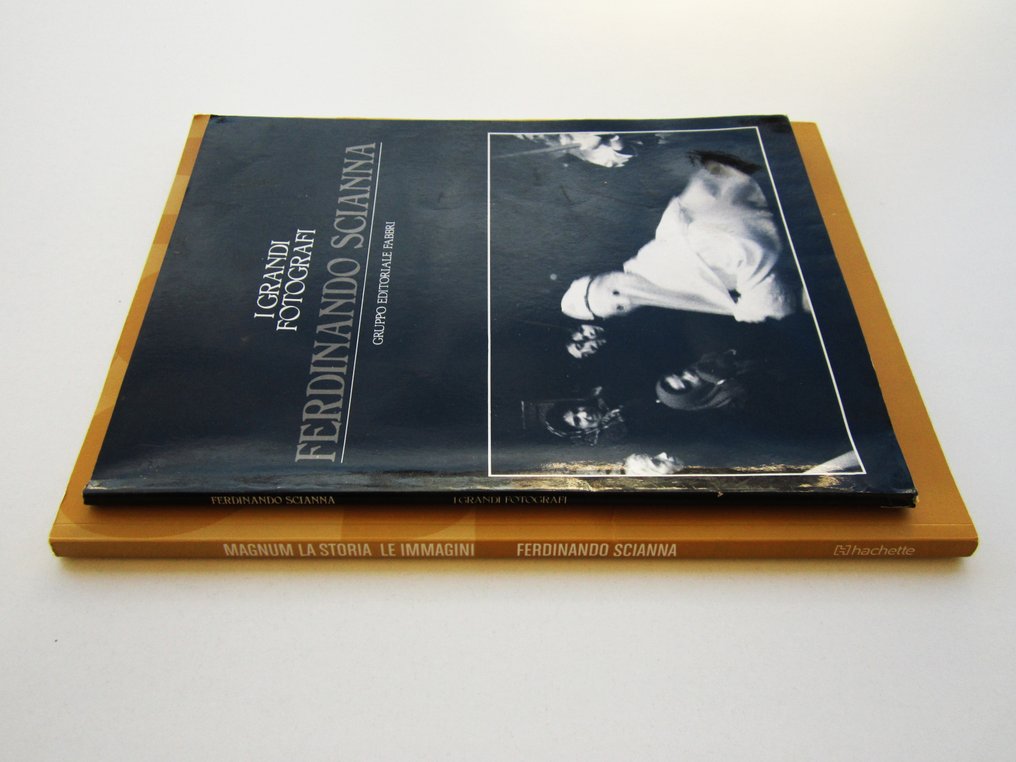 I GRANDI
FOTOGRAFI
FERDINANDO SCIANNA
GRUPPO EDITORIALE FABBRI
FERDINANDO SCIANNA I GRANDI FOTOGRAFI
MAGNUM LA STORIA LE IMMAGINI FERDINANDO SCIANNA hachette